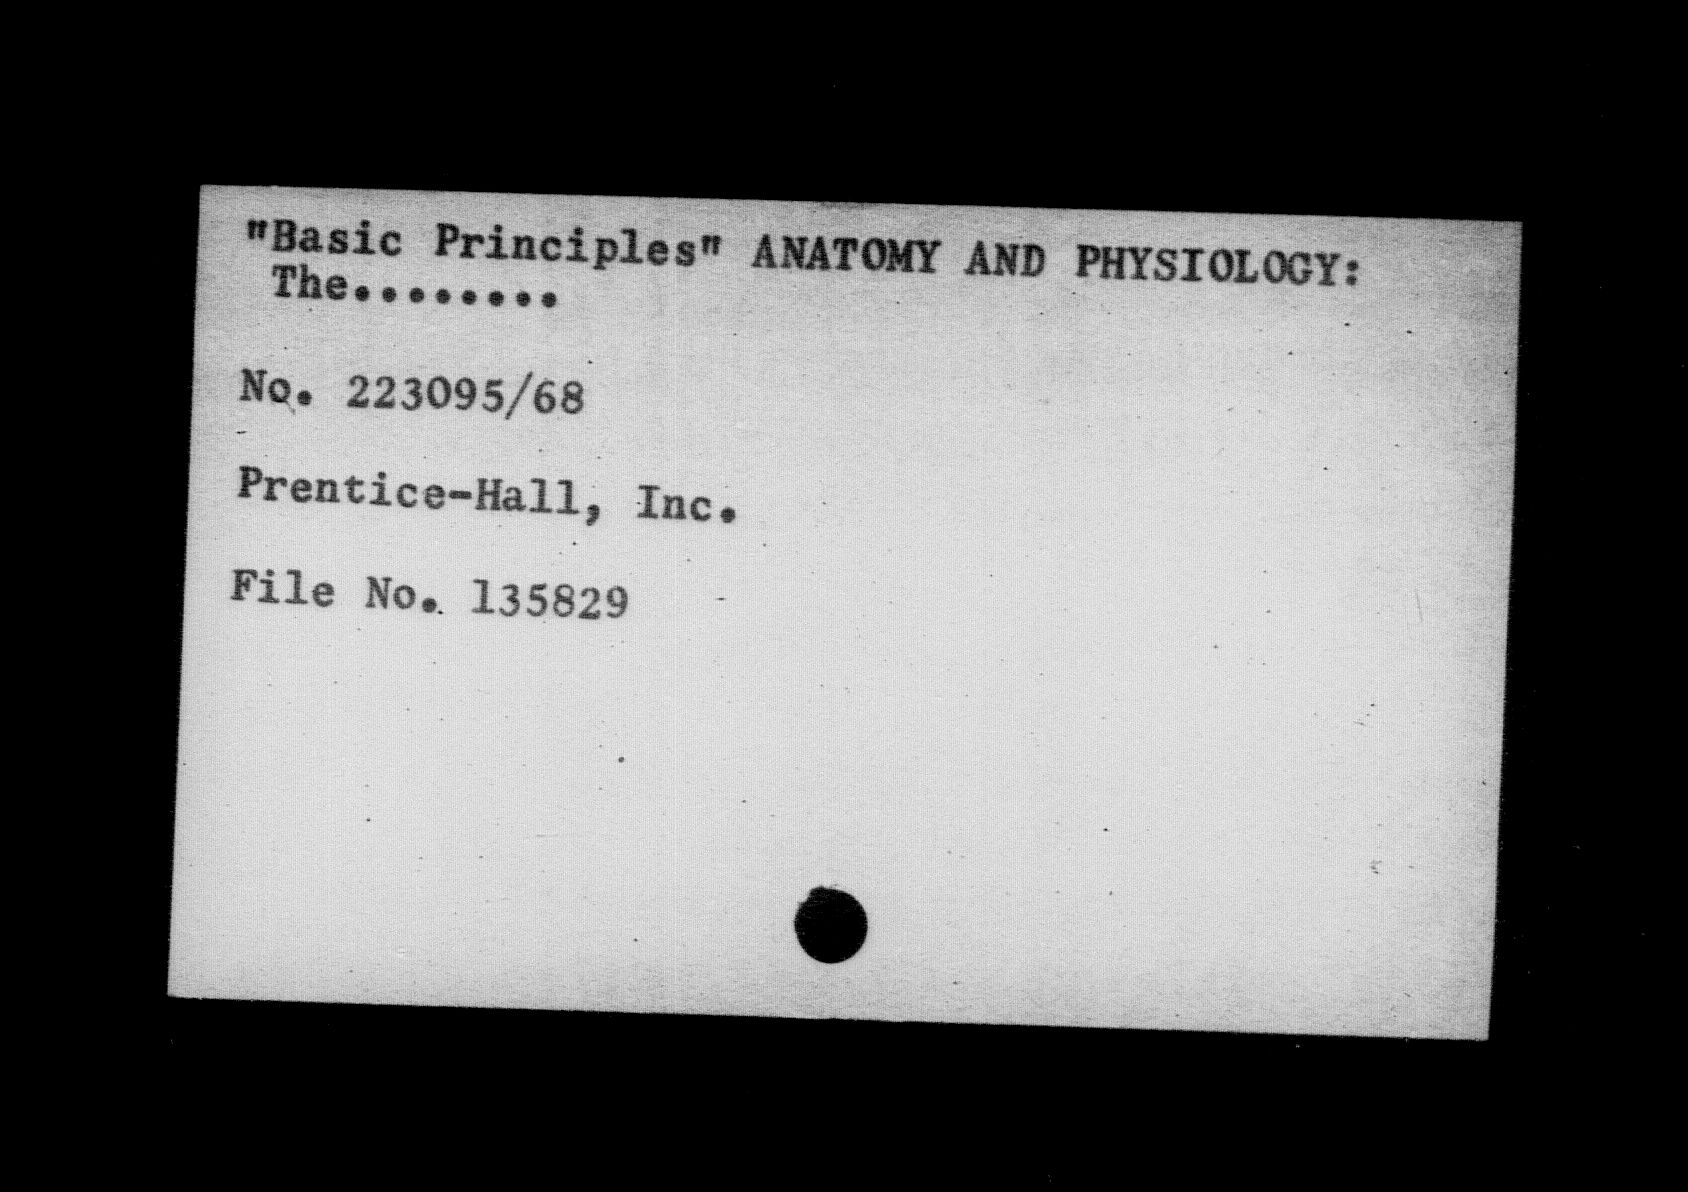 "Basic Principles" ANATOMY AND PHYSIOLOGY:
The........
No. 223095/68
Prentice-Hall, Inc.
File No. 135829